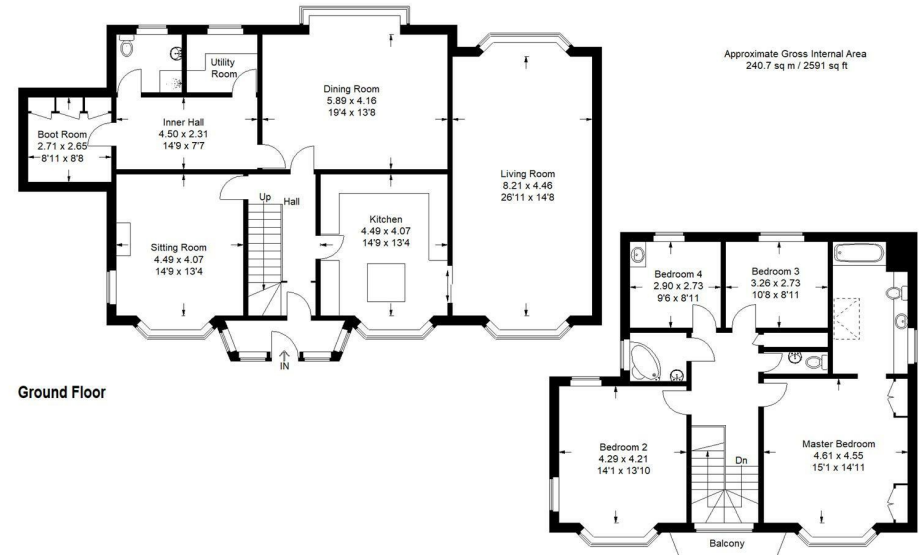 Approximate Gross Internal Area
240.7 sq m / 2591 sq ft
Utility
Room
Dining Room
5.89 x 4.16
19'4 x 13'8
Inner Hall
4.50 x 2.31
14'9 x 7'7
Boot Room
2.71 x 2.65
8'11 x 8'8
Living Room
8.21 x 4.46
26'11 x 14'8
Up
Hall
Kitchen
4.49 x 4.07
14'9 x 13'4
Sitting Room
4.49 x 4.07
14'9 x 13'4
IN
Ground Floor
Bedroom 4
2.90 x 2.73
9'6 x 8'11
Bedroom 3
3.26 x 2.73
10'8 x 8'11
Bedroom 2
4.29 x 4.21
14'1 x 13'10
Dn
Master Bedroom
4.61 x 4.55
15'1 x 14'11
Balcony